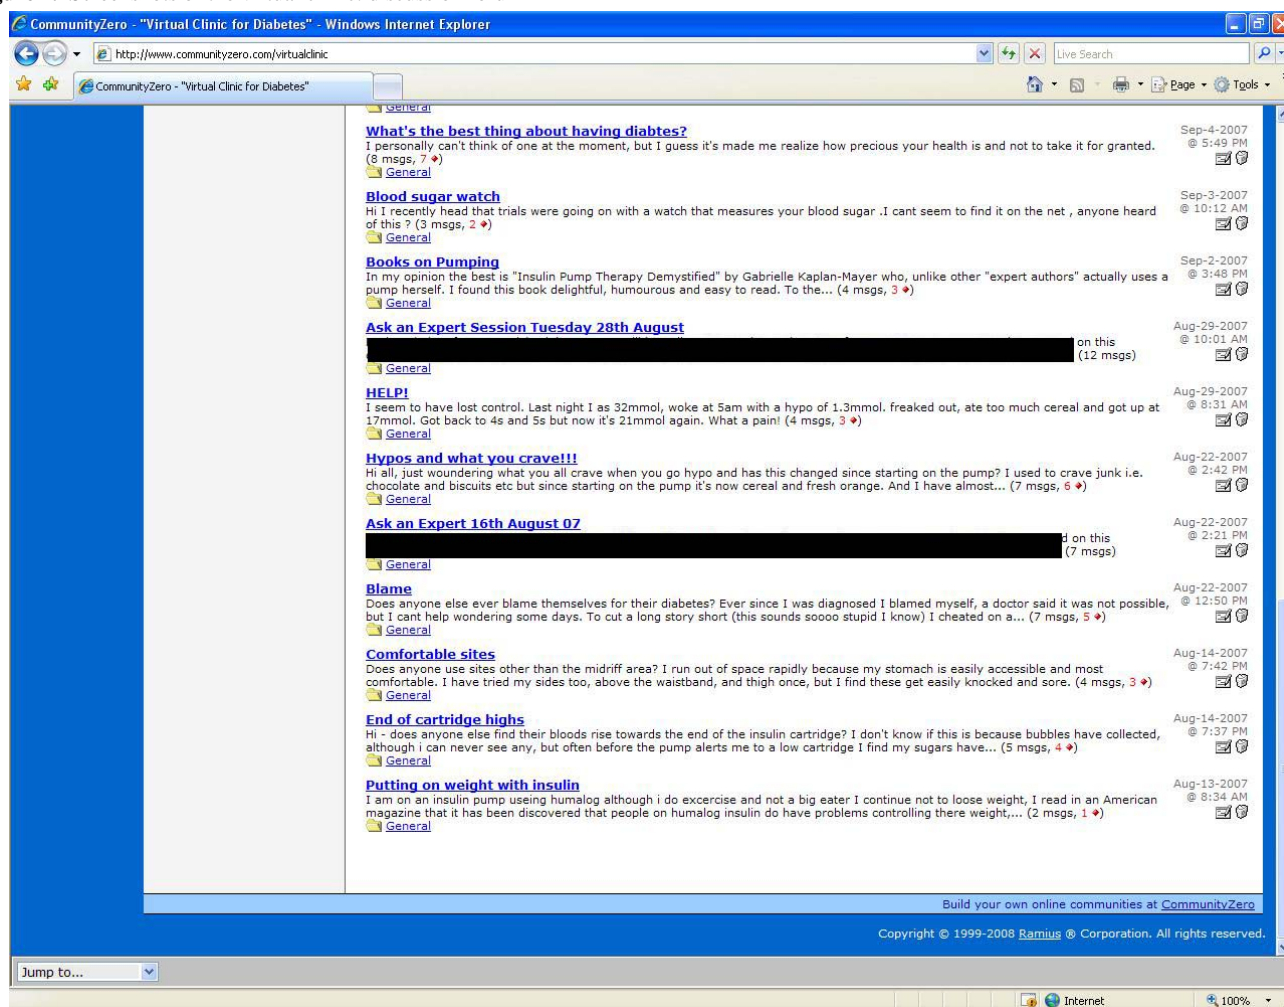 CommunityZero - "Virtual Clinic for Diabetes" - Windows Internet Explorer
http://www.communityzero.com/virtualclinic
Live Search
CommunityZero - "Virtual Clinic for Diabetes"
Page
Tools
General
What's the best thing about having diabtes?
Sep-4-2007
@ 5:49 PM
I personally can't think of one at the moment, but I guess it's made me realize how precious your health is and not to take it for granted.
(8 msgs, 7 )
General
Blood sugar watch
Sep-3-2007
@ 10:12 AM
Hi I recently head that trials were going on with a watch that measures your blood sugar .I cant seem to find it on the net , anyone heard
of this ? (3 msgs, 2 )
General
Books on Pumping
Sep-2-2007
@ 3:48 PM
In my opinion the best is "Insulin Pump Therapy Demystified" by Gabrielle Kaplan-Mayer who, unlike other "expert authors" actually uses a
pump herself. I found this book delightful, humourous and easy to read. To the... (4 msgs, 3 )
General
Ask an Expert Session Tuesday 28th August
Aug-29-2007
@ 10:01 AM
on this
(12 msgs)
General
HELP!
Aug-29-2007
@ 8:31 AM
I seem to have lost control. Last night I as 32mmol, woke at 5am with a hypo of 1.3mmol. freaked out, ate too much cereal and got up at
17mmol. Got back to 4s and 5s but now it's 21mmol again. What a pain! (4 msgs, 3 )
General
Hypos and what you crave!!!
Aug-22-2007
@ 2:42 PM
Hi all, just woundering what you all crave when you go hypo and has this changed since starting on the pump? I used to crave junk i.e.
chocolate and biscuits etc but since starting on the pump it's now cereal and fresh orange. And I have almost... (7 msgs, 6 )
General
Ask an Expert 16th August 07
Aug-22-2007
@ 2:21 PM
on this
(7 msgs)
General
Blame
Aug-22-2007
@ 12:50 PM
Does anyone else ever blame themselves for their diabetes? Ever since I was diagnosed I blamed myself, a doctor said it was not possible,
but I cant help wondering some days. To cut a long story short (this sounds soooo stupid I know) I cheated on a... (7 msgs, 5 )
General
Comfortable sites
Aug-14-2007
@ 7:42 PM
Does anyone use sites other than the midriff area? I run out of space rapidly because my stomach is easily accessible and most
comfortable. I have tried my sides too, above the waistband, and thigh once, but I find these get easily knocked and sore. (4 msgs, 3 )
General
End of cartridge highs
Aug-14-2007
@ 7:37 PM
Hi - does anyone else find their bloods rise towards the end of the insulin cartridge? I don't know if this is because bubbles have collected,
although i can never see any, but often before the pump alerts me to a low cartridge I find my sugars have... (5 msgs, 4 )
General
Putting on weight with insulin
Aug-13-2007
@ 8:34 AM
I am on an insulin pump useing humalog although i do excercise and not a big eater I continue not to loose weight, I read in an American
magazine that it has been discovered that people on humalog insulin do have problems controlling there weight,... (2 msgs, 1 )
General
Build your own online communities at CommunityZero
Copyright © 1999-2008 Ramius ® Corporation. All rights reserved.
Jump to...
Internet
100%